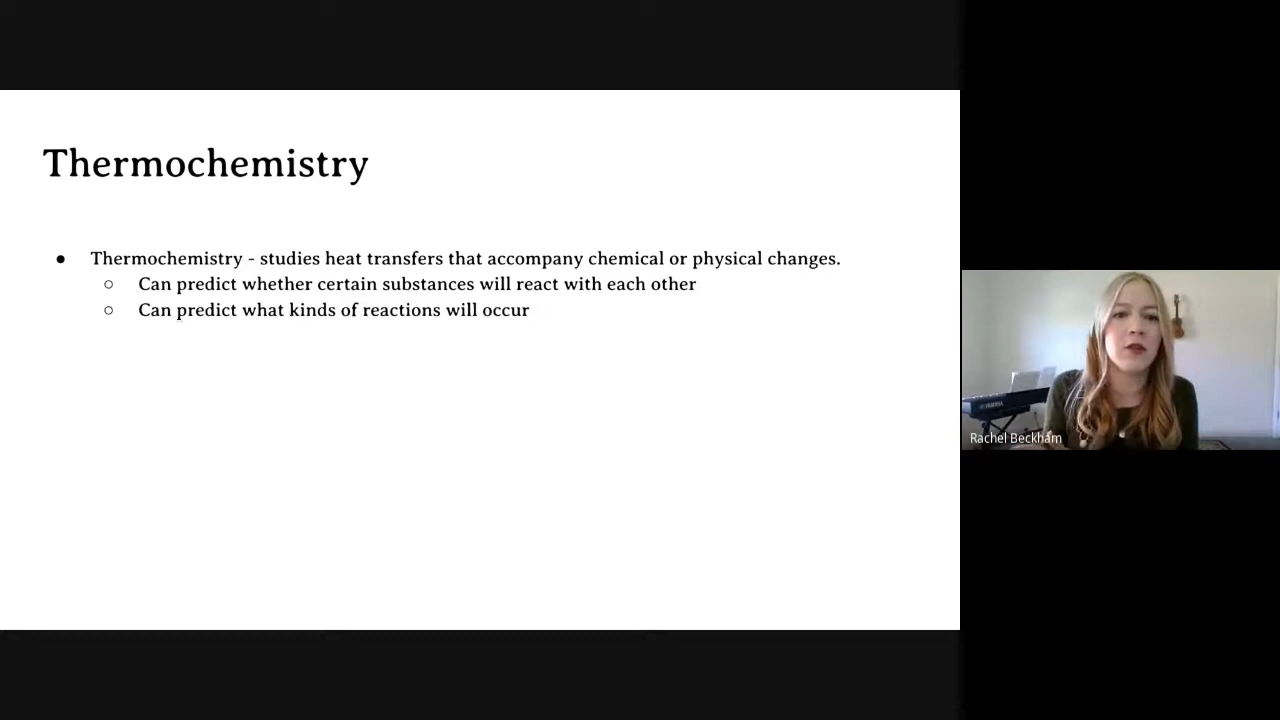 Thermochemistry
● Thermochemistry - studies heat transfers that accompany chemical or physical changes.
○ Can predict whether certain substances will react with each other
○ Can predict what kinds of reactions will occur
YAMAHA
Rachel Beckham